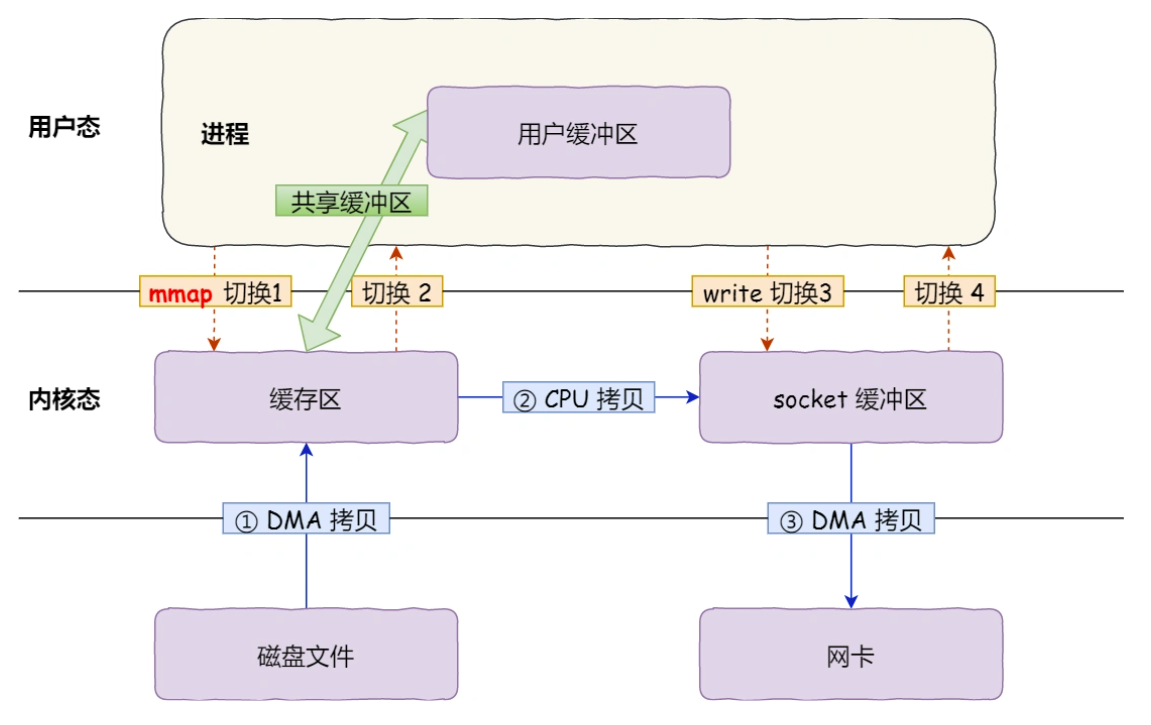 用户态
进程
用户缓冲区
共享缓冲区
mmap 切换1
切换 2
write 切换3
切换 4
内核态
缓存区
② CPU 拷贝
socket 缓冲区
① DMA 拷贝
③ DMA 拷贝
磁盘文件
网卡